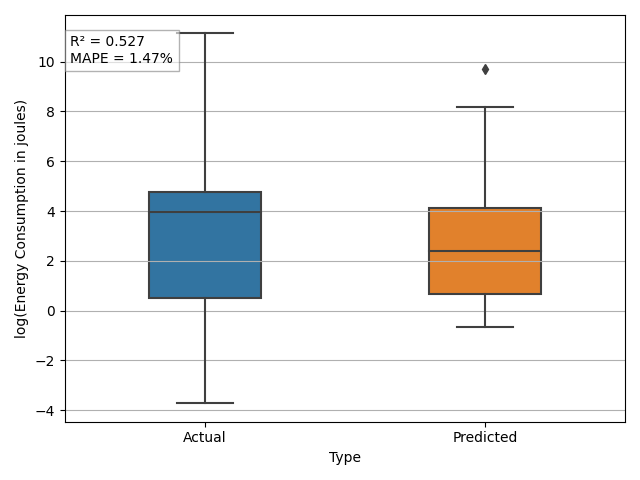 R² = 0.527
MAPE = 1.47%
log(Energy Consumption in joules)
10
8
6
4
2
0
−2
−4
Actual
Predicted
Type